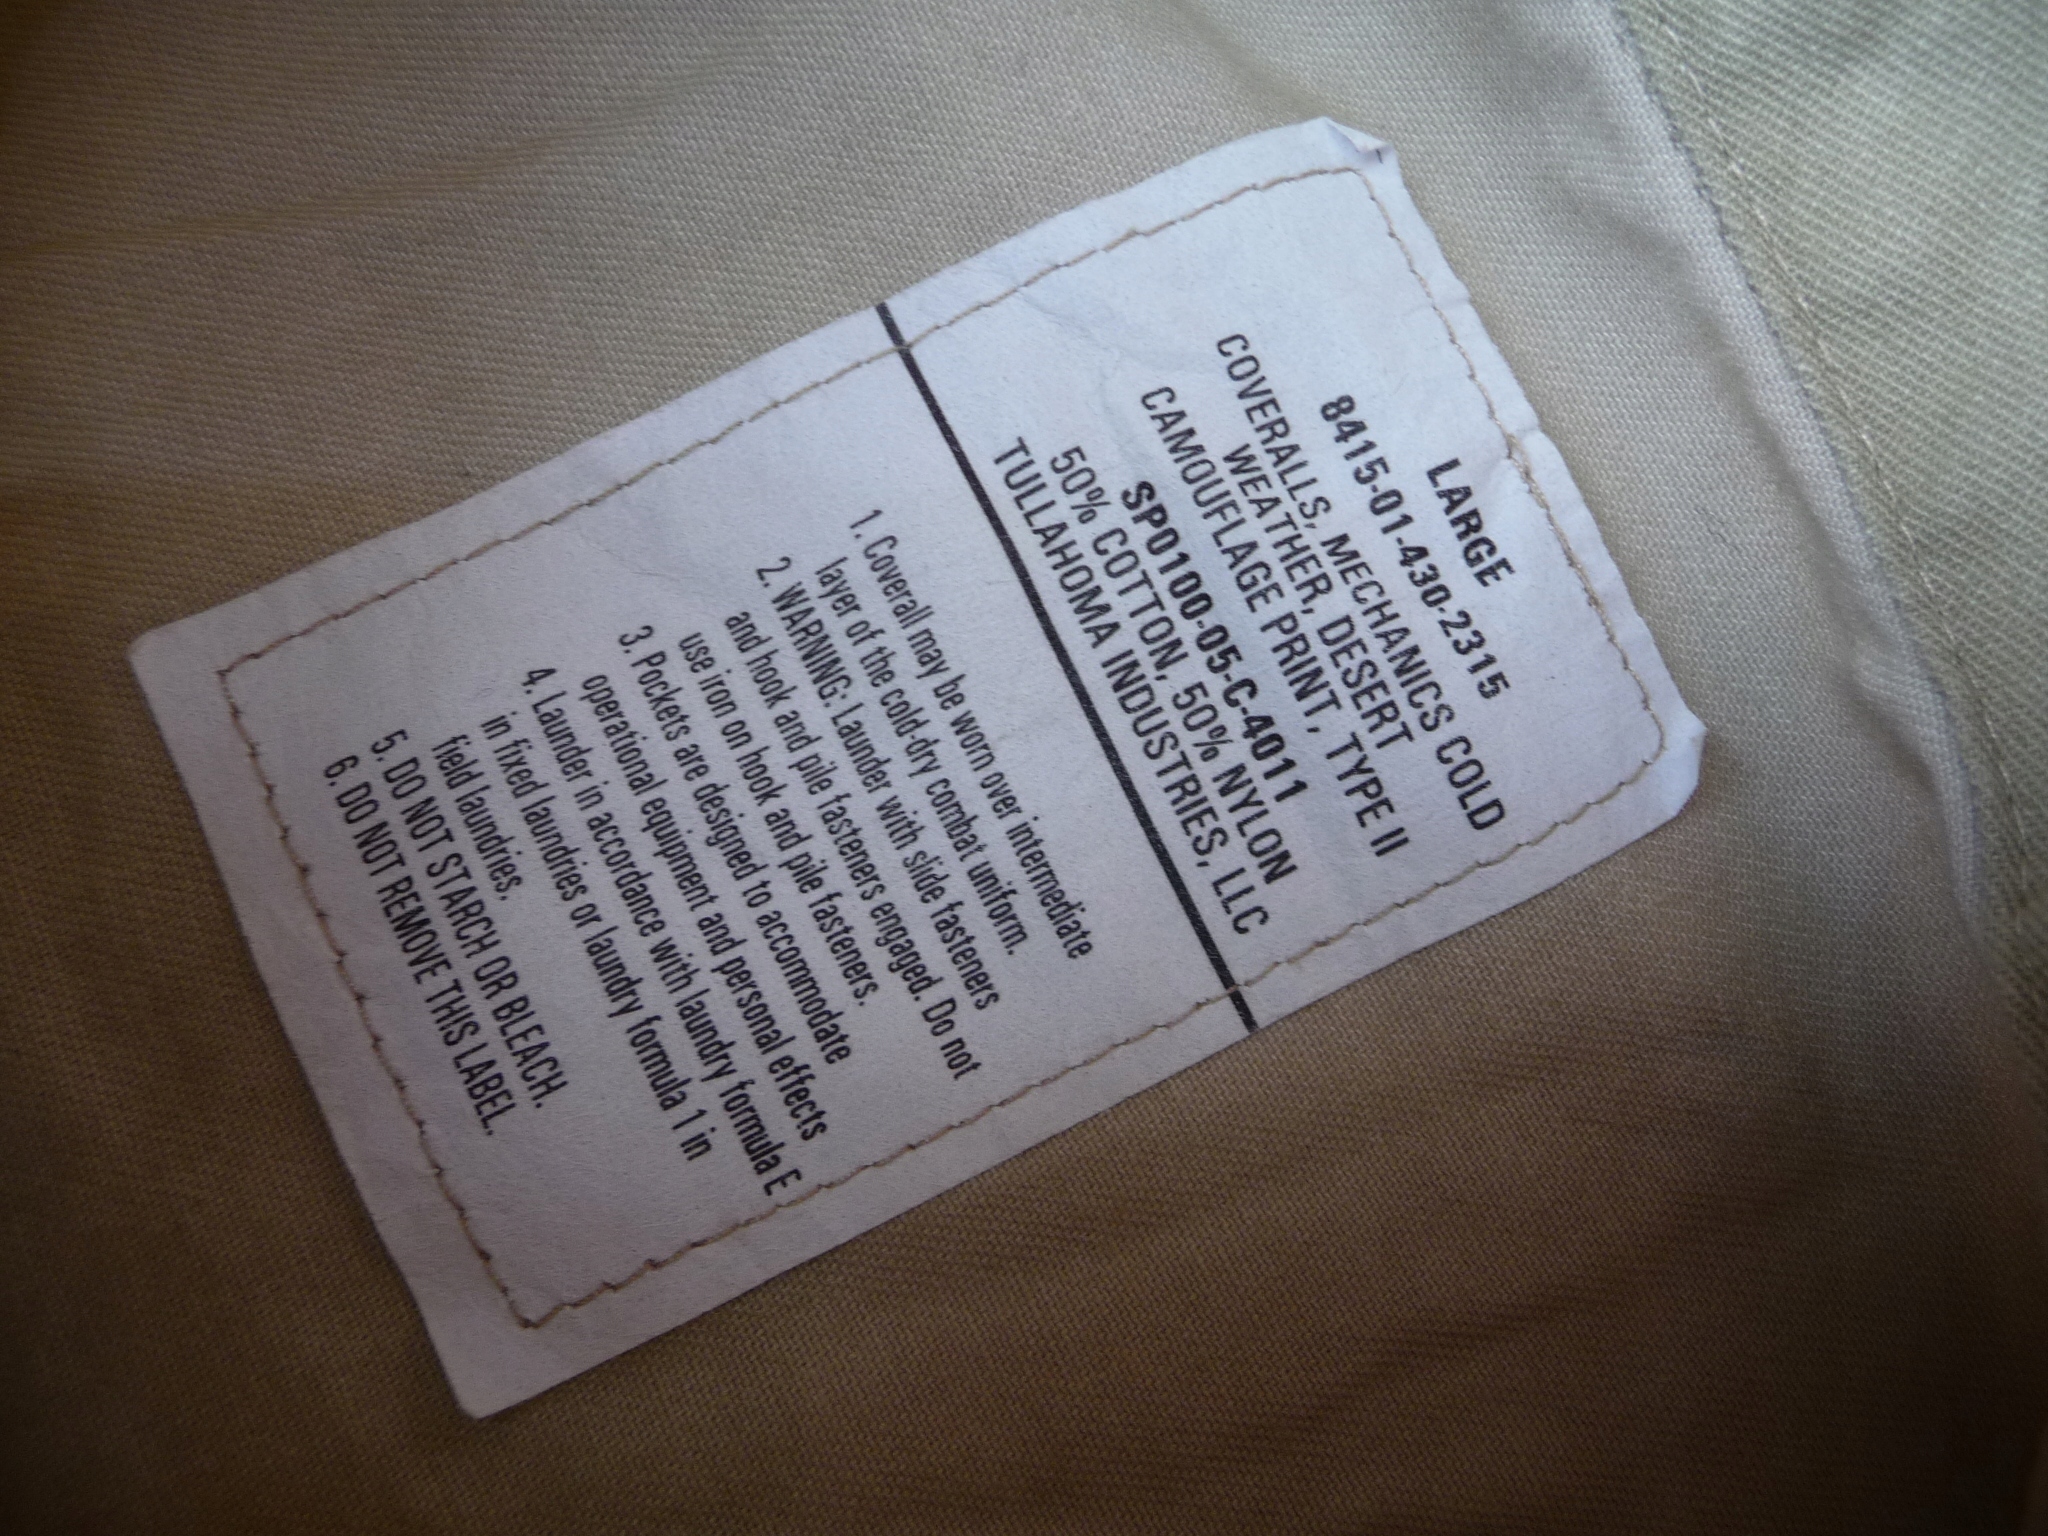 LARGE
8415-01-430-2315
COVERALLS, MECHANICS COLD
WEATHER, DESERT
CAMOUFLAGE PRINT, TYPE II
SP0100-05-C-4011
50% COTTON, 50% NYLON
TULLAHOMA INDUSTRIES, LLC
1. Coverall may be worn over intermediate
layer of the cold-dry combat uniform.
2. WARNING: Launder with slide fasteners
and hook and pile fasteners engaged. Do not
use iron on hook and pile fasteners.
3. Pockets are designed to accommodate
operational equipment and personal effects
4. Launder in accordance with laundry formula E
in fixed laundries or laundry formula 1 in
field laundries.
5. DO NOT STARCH OR BLEACH.
6. DO NOT REMOVE THIS LABEL.